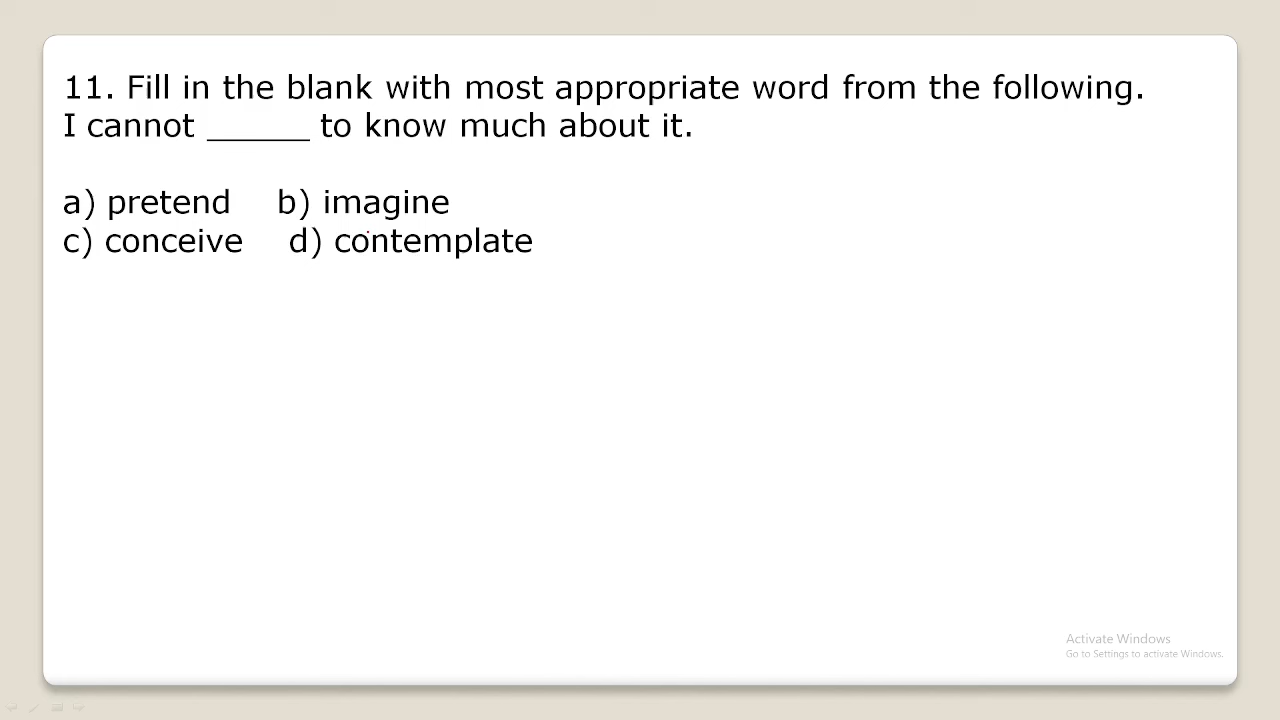 11. Fill in the blank with most appropriate word from the following.
I cannot ______ to know much about it.
a) pretend b) imagine
c) conceive d) contemplate
Activate Windows
Go to Settings to activate Windows.